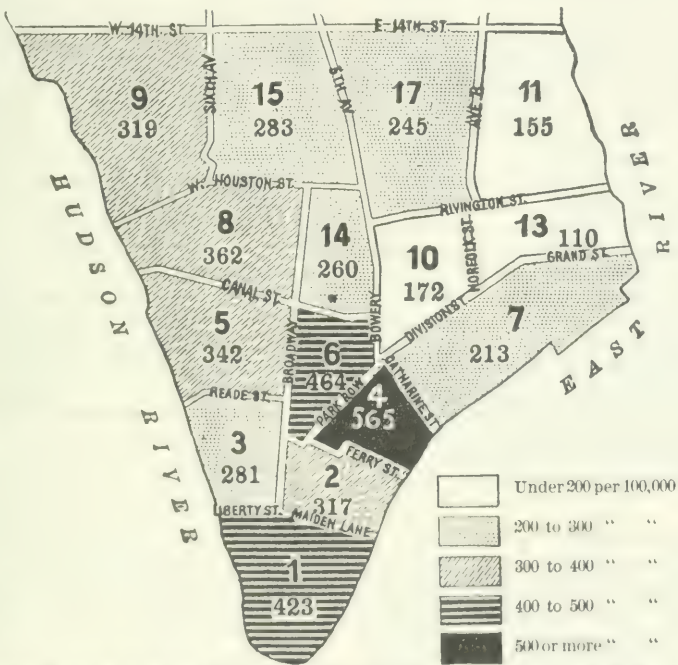 W. 14TH. ST.
E. 14TH. ST.
9
319
SIXTH AV
15
283
5TH AV
17
245
AVE B.
11
155
HUDSON RIVER
EAST RIVER
W. HOUSTON ST.
RIVINGTON ST.
8
362
14
260
10
172
NORFOLK ST.
13
110
GRAND ST.
CANAL ST.
BROADWAY
BOWERY
DIVISION ST.
5
342
6
464
7
213
READE ST.
PARK ROW
4
565
CATHARINE ST.
3
281
FERRY ST.
2
317
LIBERTY ST.
MAIDEN LANE
1
423
Under 200 per 100,000
200 to 300 " "
300 to 400 " "
400 to 500 " "
500 or more " "